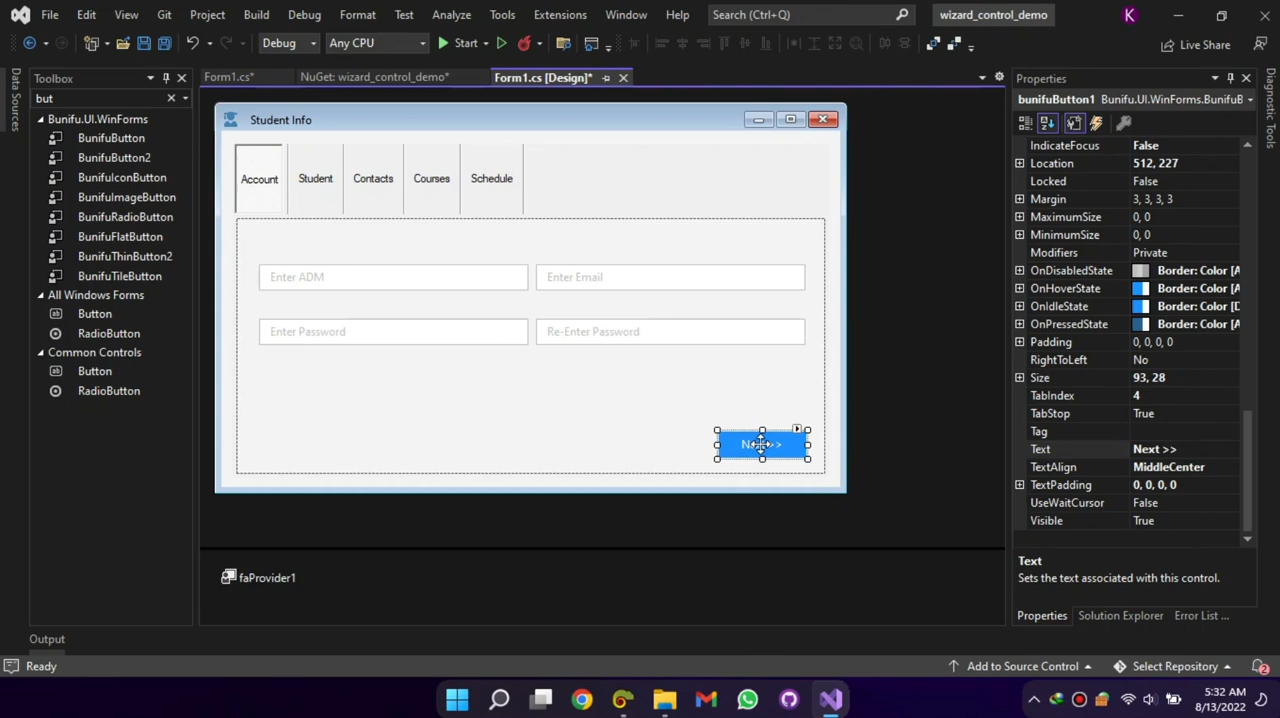 File Edit View Git Project Build Debug Format Test Analyze Tools Extensions Window Help Search (Ctrl+Q) wizard_control_demo K
Debug Any CPU Start Live Share
Data Sources
Toolbox
but
Bunifu.UI.WinForms
BunifuButton
BunifuButton2
BunifuIconButton
BunifuImageButton
BunifuRadioButton
BunifuFlatButton
BunifuThinButton2
BunifuTileButton
All Windows Forms
Button
RadioButton
Common Controls
Button
RadioButton
Form1.cs* NuGet: wizard_control_demo* Form1.cs [Design]*
Student Info
Account Student Contacts Courses Schedule
Enter ADM Enter Email
Enter Password Re-Enter Password
>>
faProvider1
Properties
bunifuButton1 Bunifu.UI.WinForms.BunifuB
IndicateFocus False
Location 512, 227
Locked False
Margin 3, 3, 3, 3
MaximumSize 0, 0
MinimumSize 0, 0
Modifiers Private
OnDisabledState Border: Color [A
OnHoverState Border: Color [A
OnIdleState Border: Color [D
OnPressedState Border: Color [A
Padding 0, 0, 0, 0
RightToLeft No
Size 93, 28
TabIndex 4
TabStop True
Tag
Text Next >>
TextAlign MiddleCenter
TextPadding 0, 0, 0, 0
UseWaitCursor False
Visible True
Text
Sets the text associated with this control.
Properties Solution Explorer Error List ...
Diagnostic Tools
Output
Ready Add to Source Control Select Repository 2
5:32 AM
8/13/2022